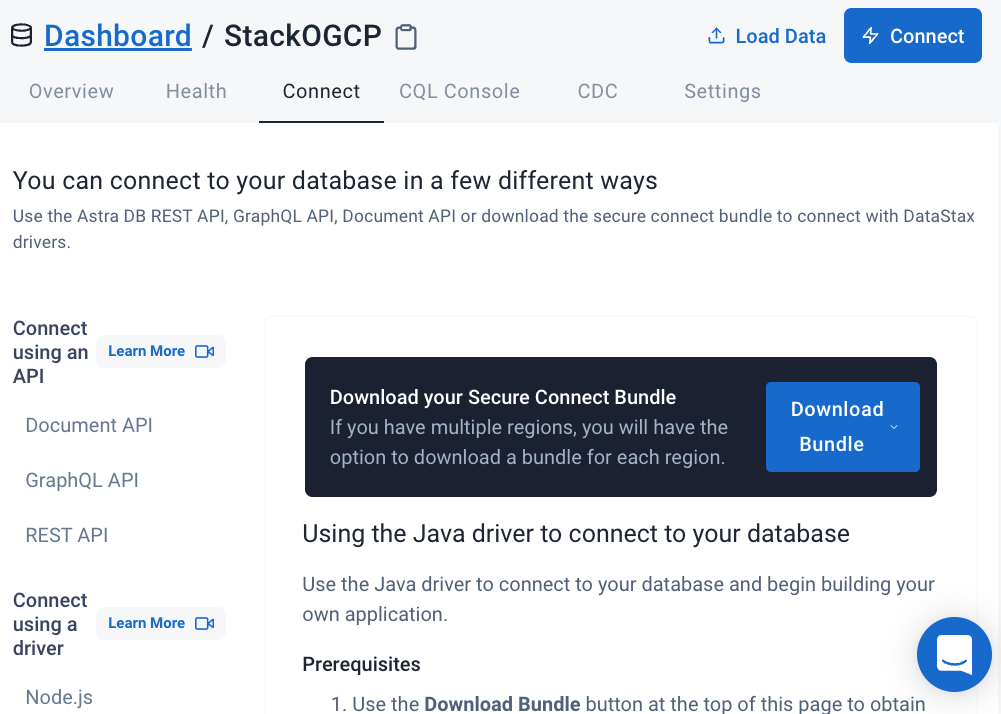 Dashboard / StackOGCP
Load Data
Connect
Overview
Health
Connect
CQL Console
CDC
Settings
You can connect to your database in a few different ways
Use the Astra DB REST API, GraphQL API, Document API or download the secure connect bundle to connect with DataStax
drivers.
Connect
using an
API
Learn More
Document API
GraphQL API
REST API
Connect
using a
driver
Learn More
Node.js
Download your Secure Connect Bundle
If you have multiple regions, you will have the
option to download a bundle for each region.
Download
Bundle
Using the Java driver to connect to your database
Use the Java driver to connect to your database and begin building your
own application.
Prerequisites
1. Use the Download Bundle button at the top of this page to obtain